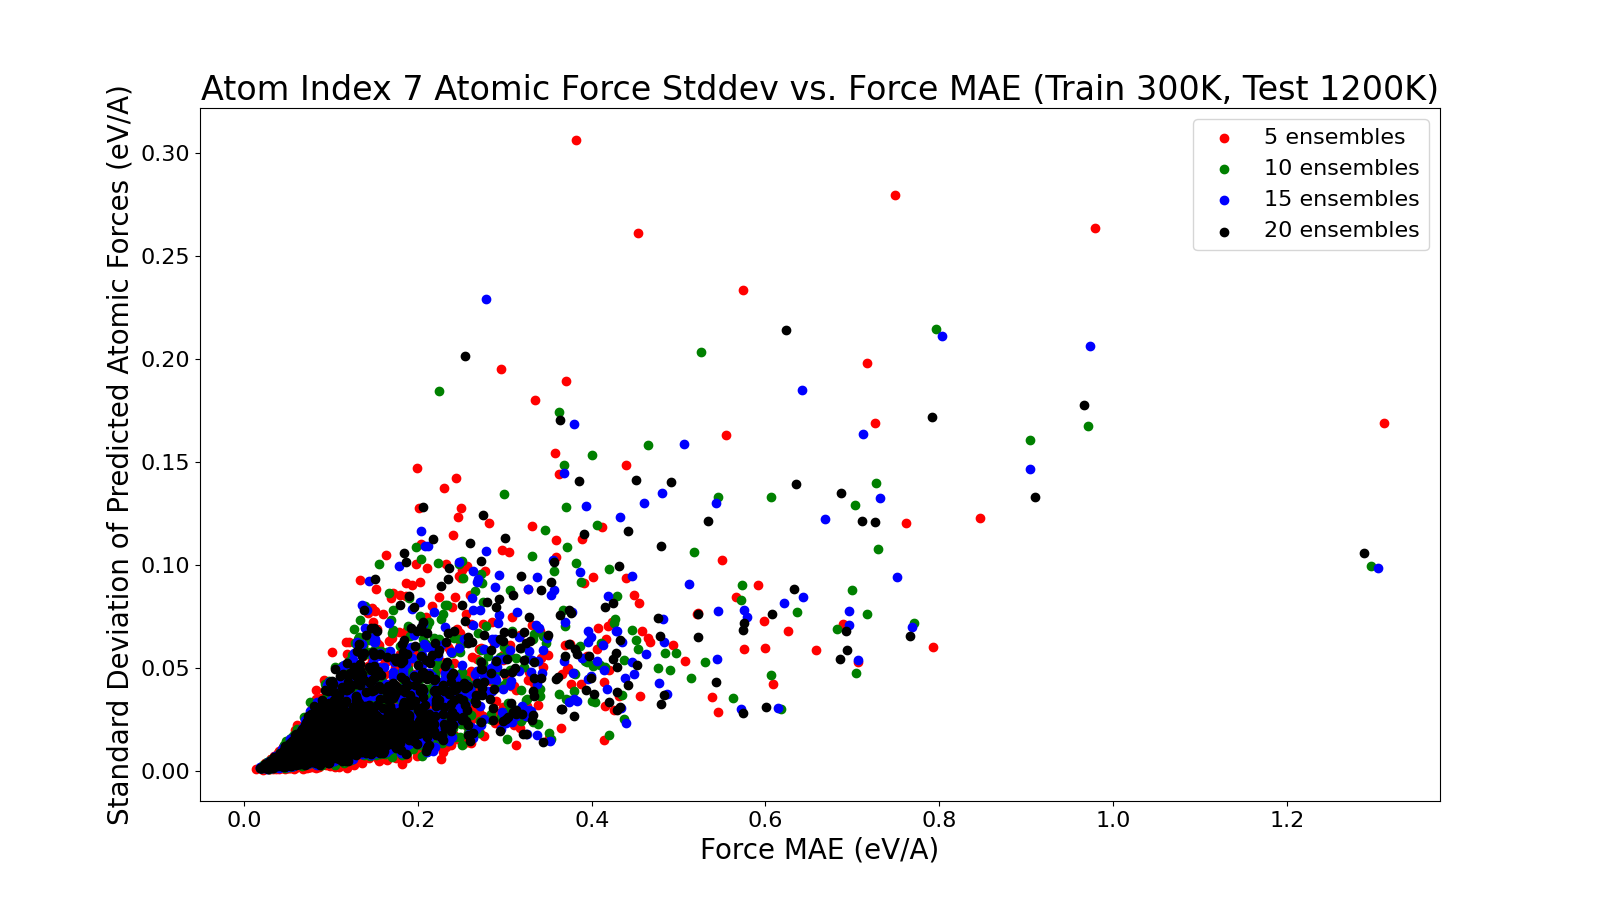 Atom Index 7 Atomic Force Stddev vs. Force MAE (Train 300K, Test 1200K)
5 ensembles
10 ensembles
15 ensembles
20 ensembles
Standard Deviation of Predicted Atomic Forces (eV/A)
0.30
0.25
0.20
0.15
0.10
0.05
0.00
0.0 0.2 0.4 0.6 0.8 1.0 1.2
Force MAE (eV/A)